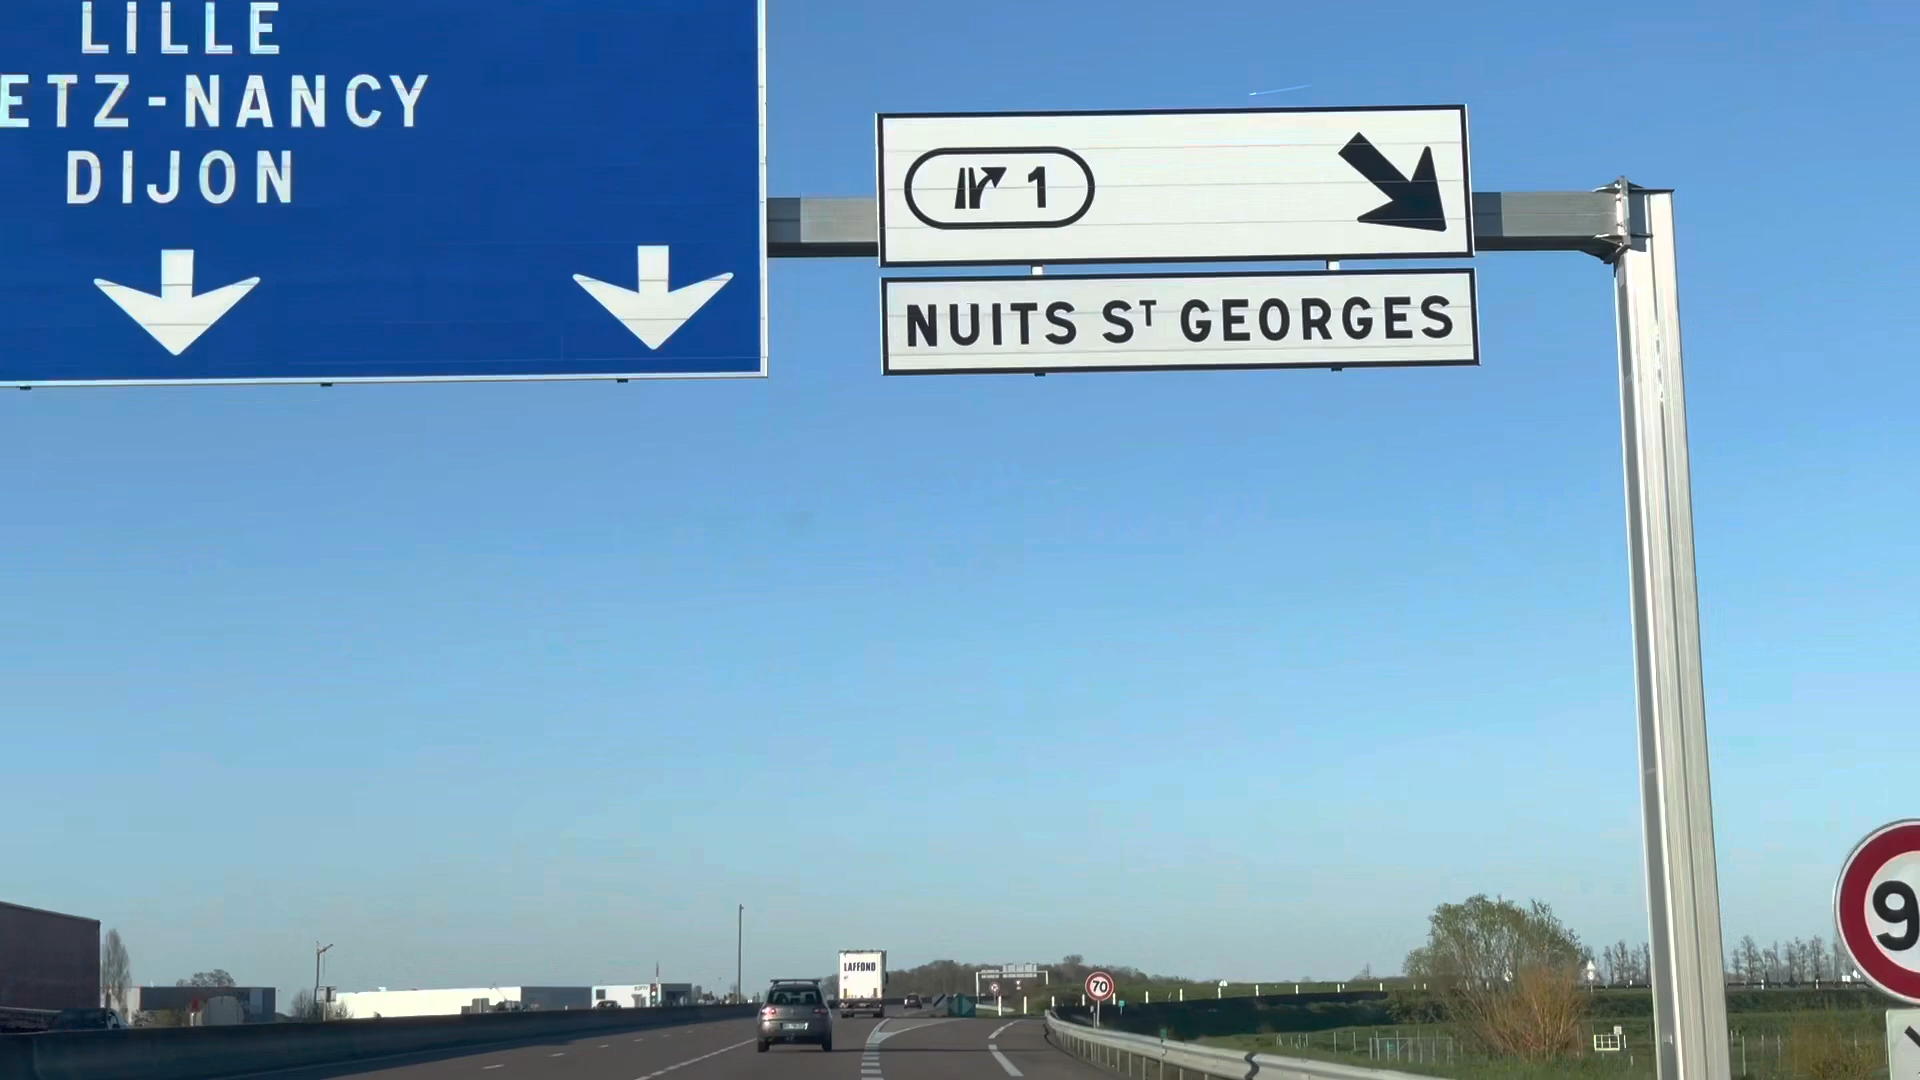 LILLE
ETZ-NANCY
DIJON
1
NUITS ST GEORGES
LAFFOND
70
9